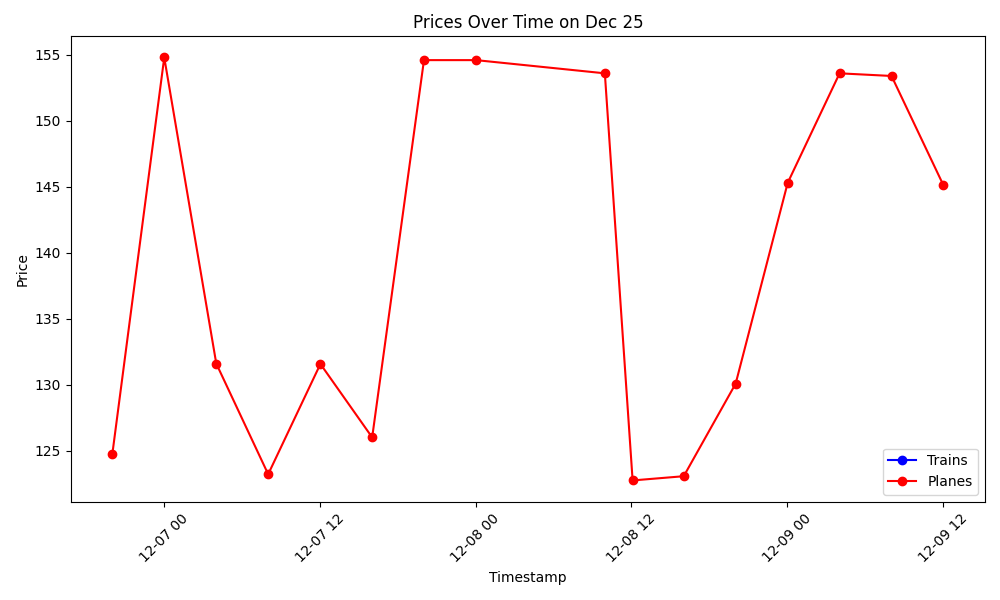 Prices Over Time on Dec 25
155
150
145
140
135
130
125
Price
12-07 00
12-07 12
12-08 00
12-08 12
12-09 00
12-09 12
Timestamp
Trains
Planes